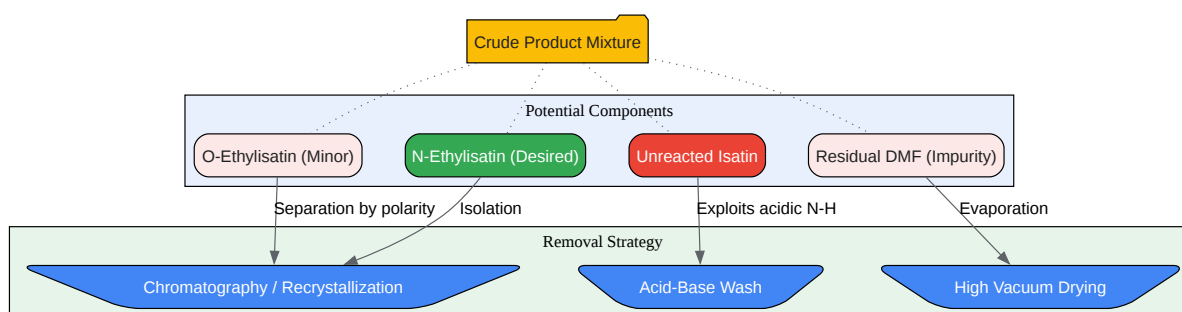 Crude Product Mixture
Potential Components
O-Ethylisatin (Minor)
N-Ethylisatin (Desired)
Unreacted Isatin
Residual DMF (Impurity)
Separation by polarity
Isolation
Exploits acidic N-H
Evaporation
Removal Strategy
Chromatography / Recrystallization
Acid-Base Wash
High Vacuum Drying